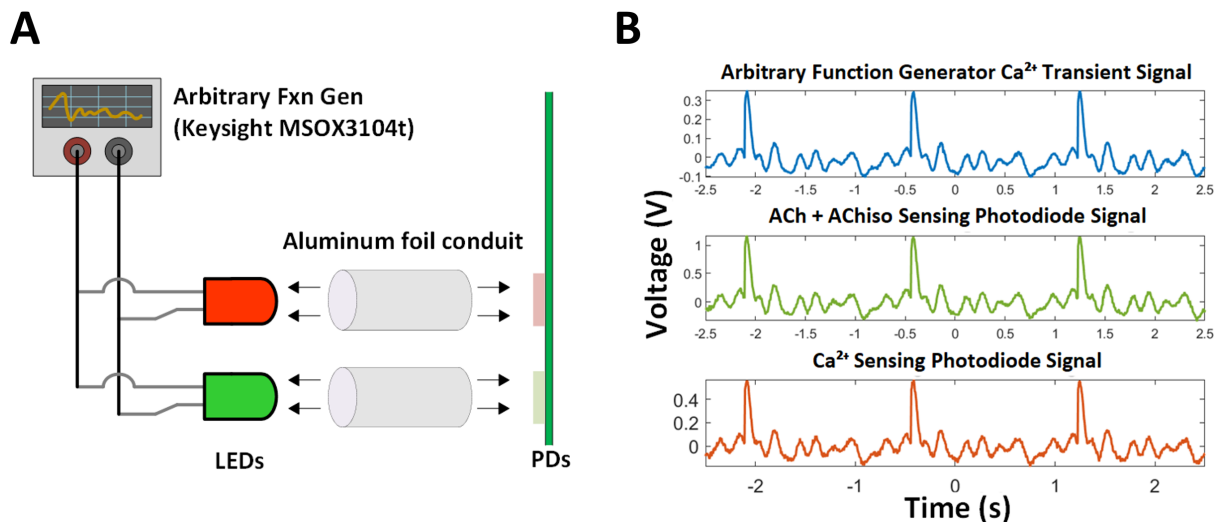 A
Arbitrary Fxn Gen
(Keysight MSOX3104t)
Aluminum foil conduit
LEDs
PDs
B
Voltage (V)
Arbitrary Function Generator Ca²⁺ Transient Signal
0.3
0.2
0.1
0
-0.1
-2.5 -2 -1.5 -1 -0.5 0 0.5 1 1.5 2 2.5
ACh + AChiso Sensing Photodiode Signal
1
0.5
0
-2.5 -2 -1.5 -1 -0.5 0 0.5 1 1.5 2 2.5
Ca²⁺ Sensing Photodiode Signal
0.4
0.2
0
-2 -1 0 1 2
Time (s)